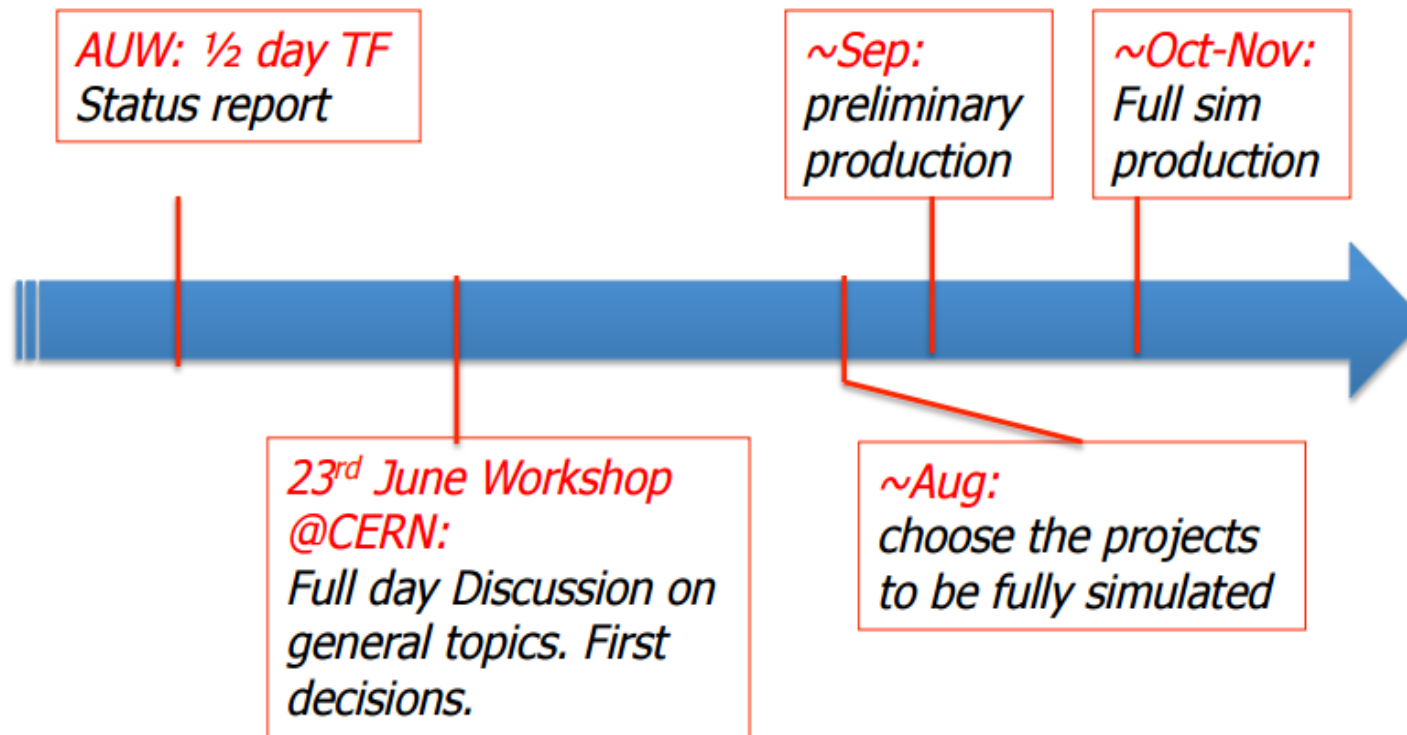 AUW: ½ day TF
Status report
~Sep:
preliminary
production
~Oct-Nov:
Full sim
production
23rd June Workshop
@CERN:
Full day Discussion on
general topics. First
decisions.
~Aug:
choose the projects
to be fully simulated